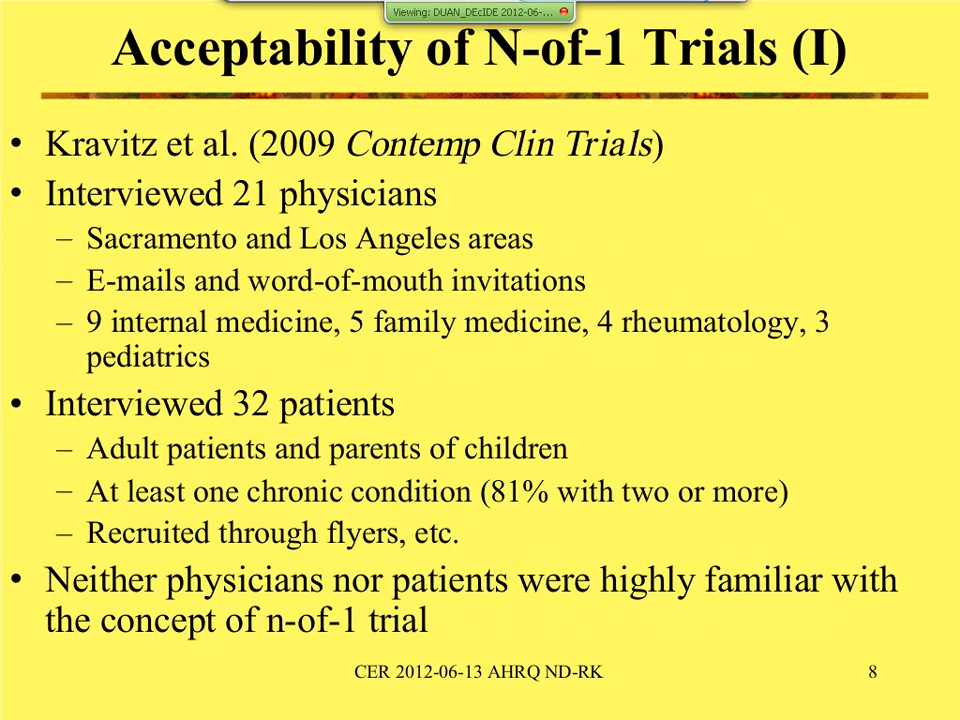 Viewing: DUAN_DEcIDE 2012-06-...
Acceptability of N-of-1 Trials (I)
• Kravitz et al. (2009 Contemp Clin Trials)
• Interviewed 21 physicians
– Sacramento and Los Angeles areas
– E-mails and word-of-mouth invitations
– 9 internal medicine, 5 family medicine, 4 rheumatology, 3
pediatrics
• Interviewed 32 patients
– Adult patients and parents of children
– At least one chronic condition (81% with two or more)
– Recruited through flyers, etc.
• Neither physicians nor patients were highly familiar with
the concept of n-of-1 trial
CER 2012-06-13 AHRQ ND-RK
8